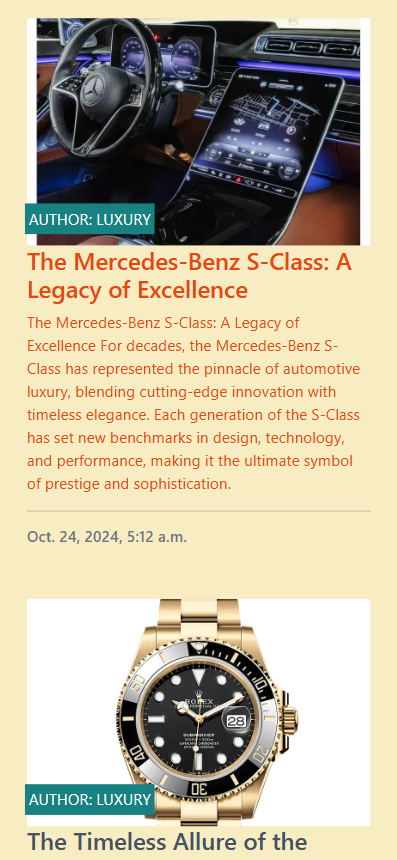 AUTHOR: LUXURY
The Mercedes-Benz S-Class: A
Legacy of Excellence
The Mercedes-Benz S-Class: A Legacy of
Excellence For decades, the Mercedes-Benz S-
Class has represented the pinnacle of automotive
luxury, blending cutting-edge innovation with
timeless elegance. Each generation of the S-Class
has set new benchmarks in design, technology,
and performance, making it the ultimate symbol
of prestige and sophistication.
Oct. 24, 2024, 5:12 a.m.
ROLEX
28
AUTHOR: LUXURY
The Timeless Allure of the